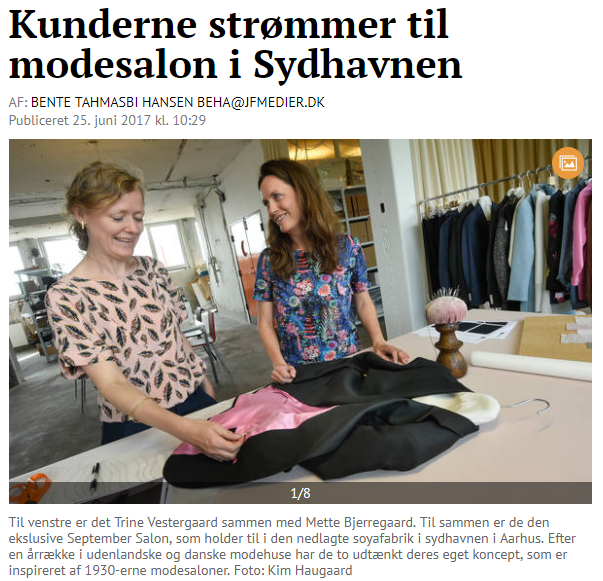 Kunderne strømmer til
modesalon i Sydhavnen
AF: BENTE TAHMASBI HANSEN BEHA@JFMEDIER.DK
Publiceret 25. juni 2017 kl. 10:29
1/8
Til venstre er det Trine Vestergaard sammen med Mette Bjerregaard. Til sammen er de den
ekslusive September Salon, som holder til i den nedlagte soyafabrik i sydhavnen i Aarhus. Efter
en årrække i udenlandske og danske modehuse har de to udtænkt deres eget koncept, som er
inspireret af 1930-erne modesaloner. Foto: Kim Haugaard